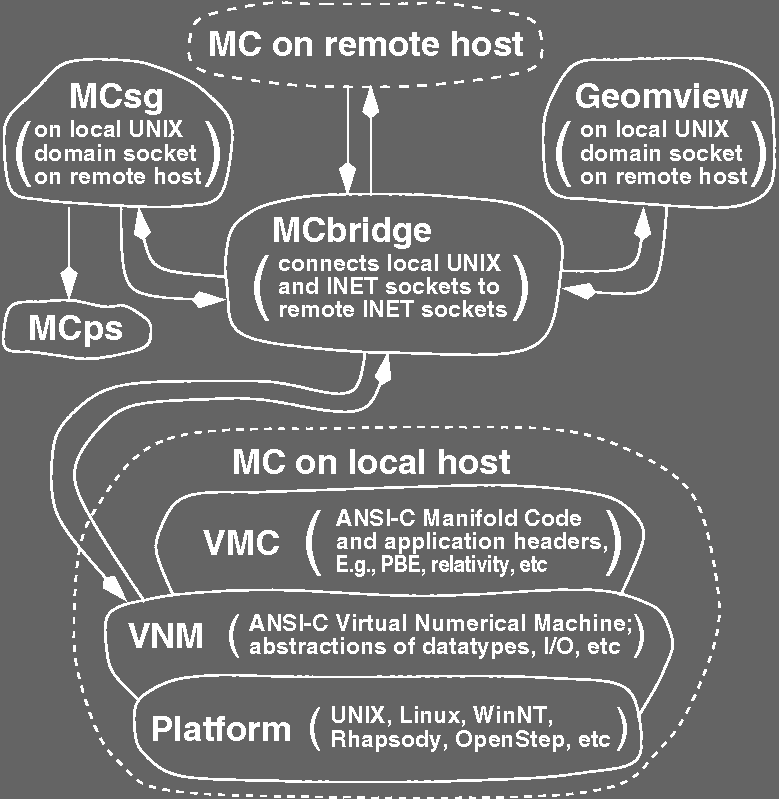 MC on remote host
MCsg
(on local UNIX
domain socket
on remote host)
Geomview
(on local UNIX
domain socket
on remote host)
MCbridge
(connects local UNIX
and INET sockets to
remote INET sockets)
MCps
MC on local host
VMC
(ANSI-C Manifold Code
and application headers,
E.g., PBE, relativity, etc)
VNM
(ANSI-C Virtual Numerical Machine;
abstractions of datatypes, I/O, etc)
Platform
(UNIX, Linux, WinNT,
Rhapsody, OpenStep, etc)